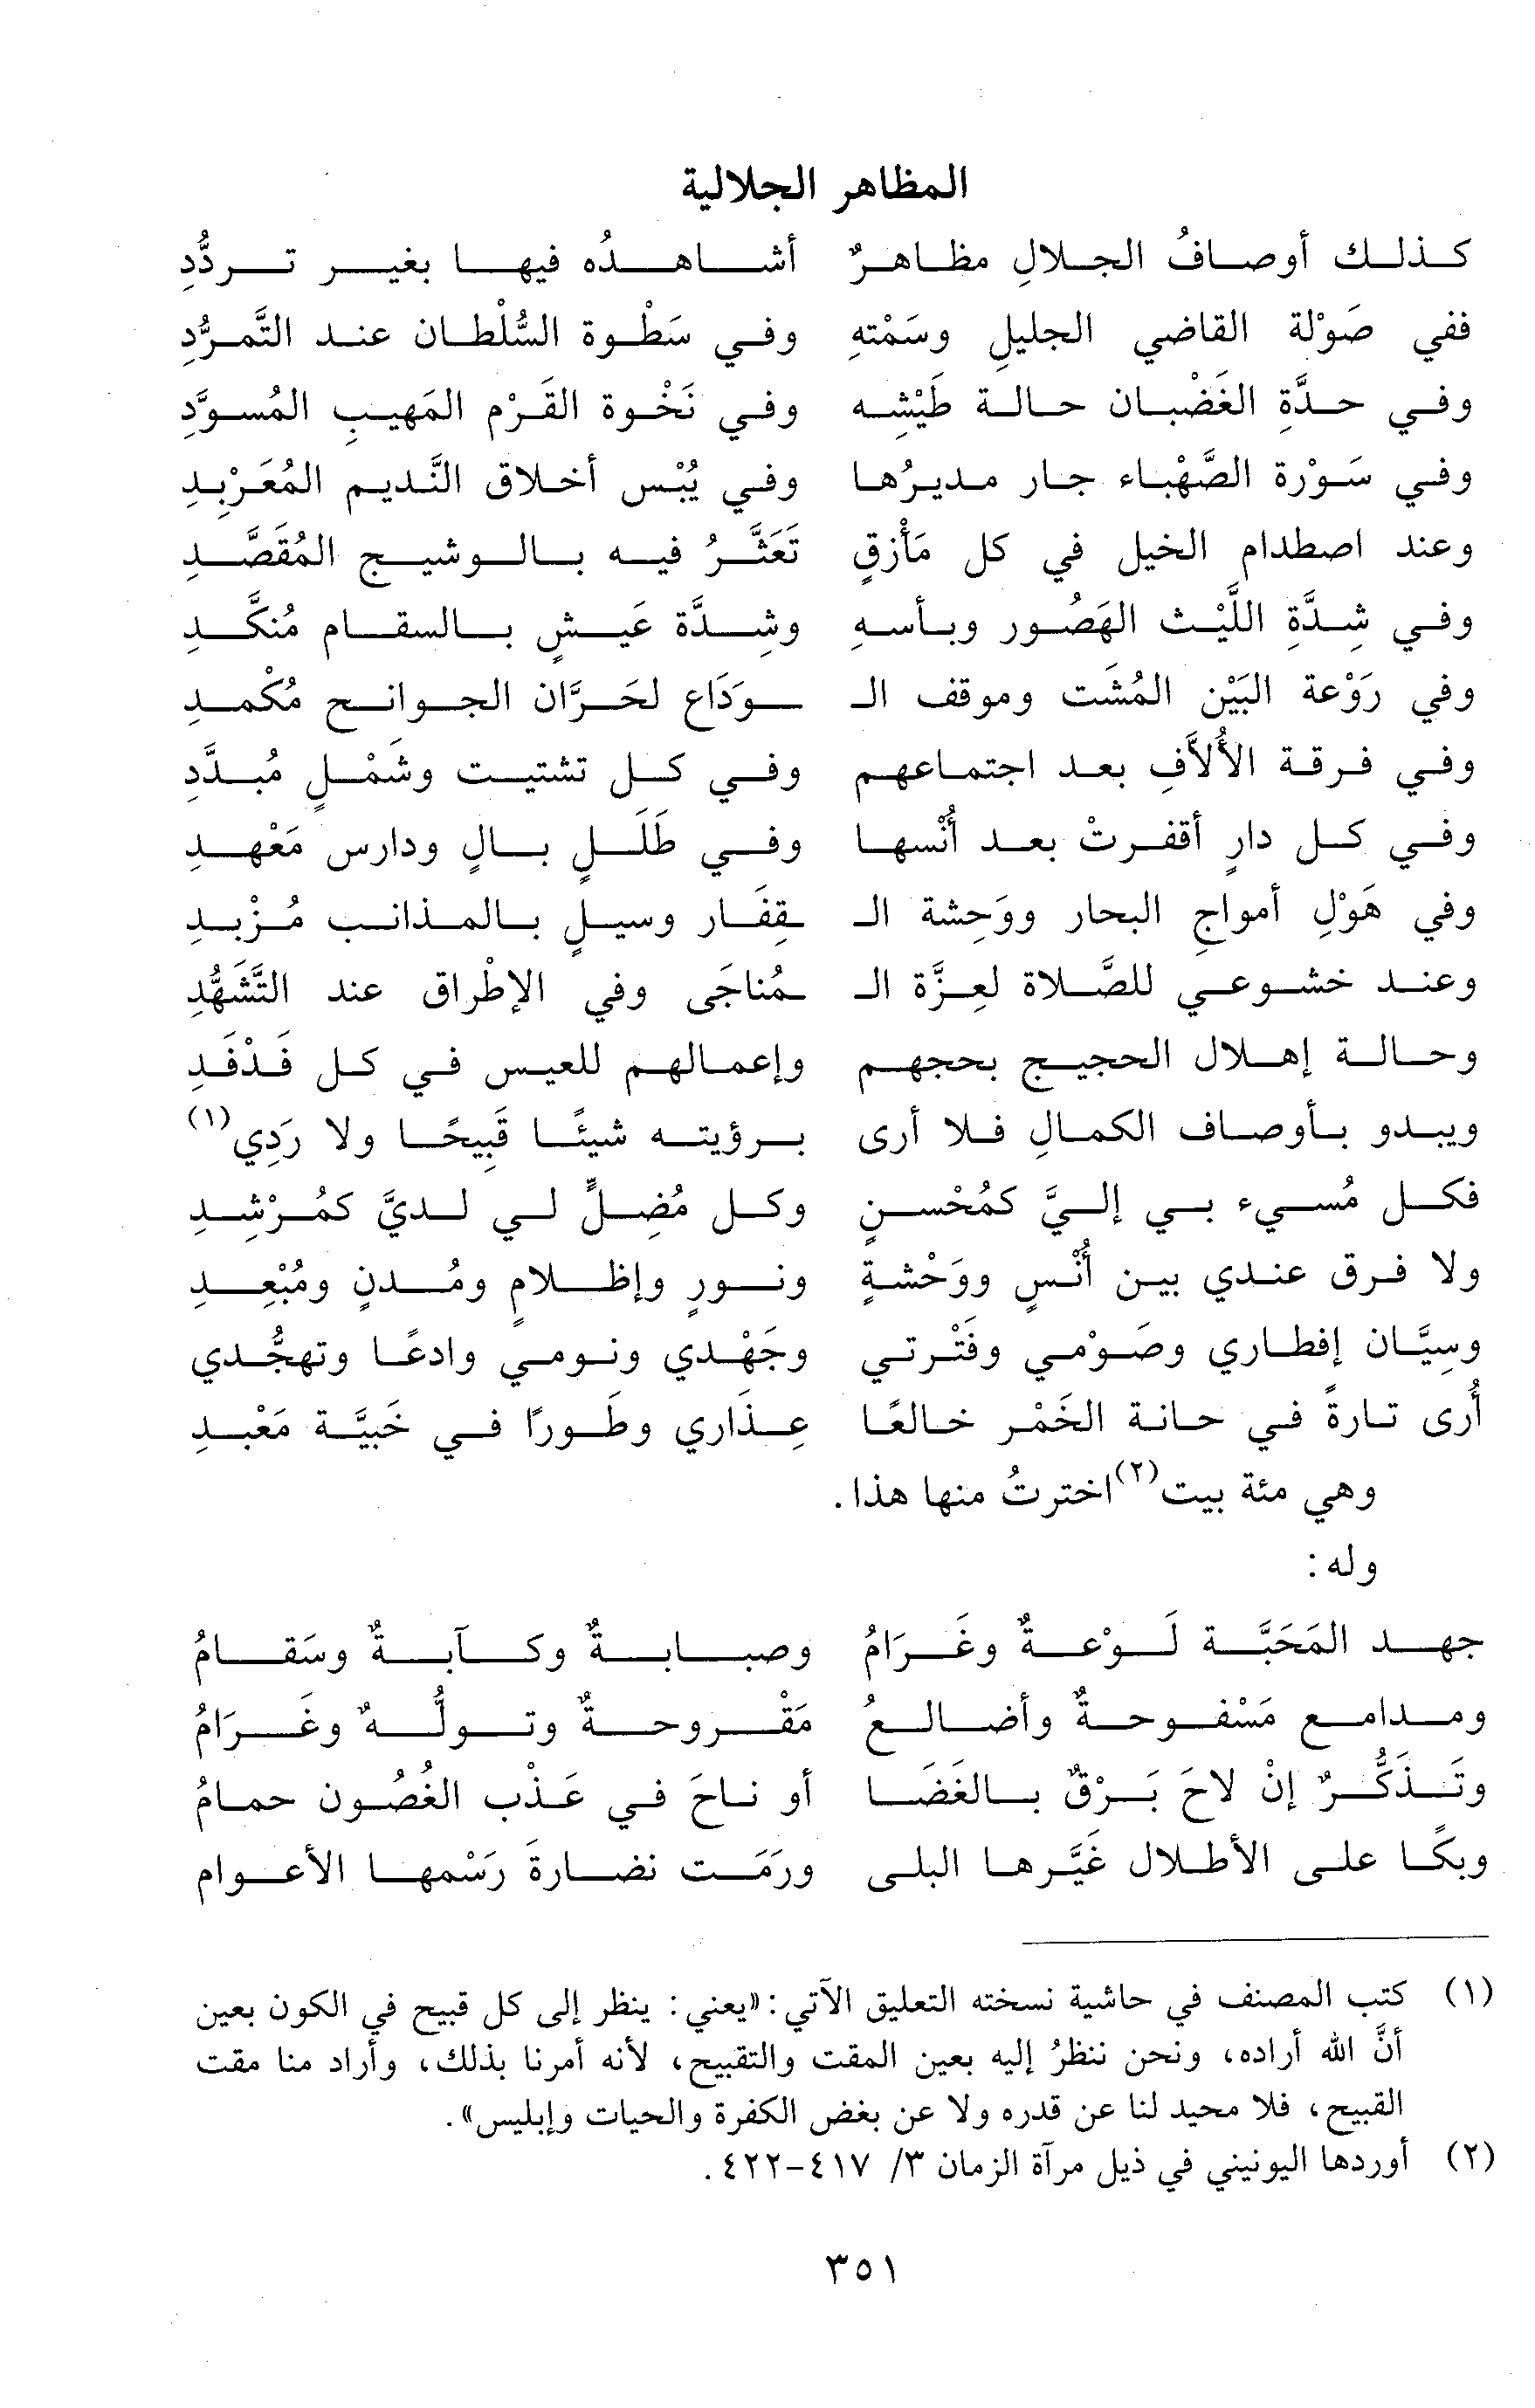 المظاهر الجلالية
كذلك أوصافُ الجلالِ مظاهرٌ أشاهدُه فيها بغير تردُّدِ
ففي صَوْلة القاضي الجليلِ وسَمْتهِ وفي سَطْوة السُّلْطان عند التَّمرُّدِ
وفي حدَّةِ الغَضْبان حالة طَيْشِه وفي نَخْوة القَرْم المَهيبِ المُسوَّدِ
وفي سَوْرة الصَّهْباء جار مديرُها وفي يُبْس أخلاق النَّديم المُعَرْبِدِ
وعند اصطدام الخيل في كل مَأْزقٍ تَعَثَّرُ فيه بالوشيج المُقَصَّدِ
وفي شِدَّةِ اللَّيْث الهَصُور وبأسهِ وشِدَّة عَيشٍ بالسقام مُنكَّدِ
وفي رَوْعة البَيْن المُشَت وموقف الـ ـوَدَاع لحَرَّان الجوانح مُكْمدِ
وفي فرقة الأُلاَّفِ بعد اجتماعهم وفي كل تشتيت وشَمْلٍ مُبدَّدِ
وفي كل دارٍ أقفرتْ بعد أُنْسها وفي طَلَلٍ بالٍ ودارس مَعْهدِ
وفي هَوْلِ أمواجِ البحار ووَحِشة الـ ـقِفَار وسيلٍ بالمذانب مُزْبدِ
وعند خشوعي للصَّلاة لعِزَّة الـ ـمُناجَى وفي الإطْراق عند التَّشَهُّدِ
وحالة إهلال الحجيج بحجهم وإعمالهم للعيس في كل فَدْفَدِ
ويبدو بأوصاف الكمالِ فلا أرى برؤيته شيئًا قَبِيحًا ولا رَدِي(١)
فكل مُسيء بي إليَّ كمُحْسنٍ وكل مُضِلٍّ لي لديَّ كمُرْشِدِ
ولا فرق عندي بين أُنْسٍ ووَحْشةٍ ونورٍ وإظلامٍ ومُدنٍ ومُبْعِدِ
وسِيَّان إفطاري وصَوْمي وفَتْرتي وجَهْدي ونومي وادعًا وتهجُّدي
أُرى تارةً في حانة الخَمْر خالعًا عِذَاري وطَورًا في خَبيَّة مَعْبدِ
وهي مئة بيت(٢) اخترتُ منها هذا.
وله:
جهد المَحَبَّة لَوْعةٌ وغَرَامُ وصبابةٌ وكآبةٌ وسَقامُ
ومدامع مَسْفوحةٌ وأضالعُ مَقْروحةٌ وتولُّهٌ وغَرَامُ
وتَذَكُّرٌ إنْ لاحَ بَرْقٌ بالغَضَا أو ناحَ في عَذْب الغُصُون حمامُ
وبكًا على الأطلال غَيَّرها البلى ورَمَت نضارةَ رَسْمها الأعوام
(١) كتب المصنف في حاشية نسخته التعليق الآتي: «يعني: ينظر إلى كل قبيح في الكون بعين
أنَّ الله أراده، ونحن ننظرُ إليه بعين المقت والتقبيح، لأنه أمرنا بذلك، وأراد منا مقت
القبيح، فلا محيد لنا عن قدره ولا عن بغض الكفرة والحيات وإبليس».
(٢) أوردها اليونيني في ذيل مرآة الزمان ٣/ ٤١٧-٤٢٢.
٣٥١